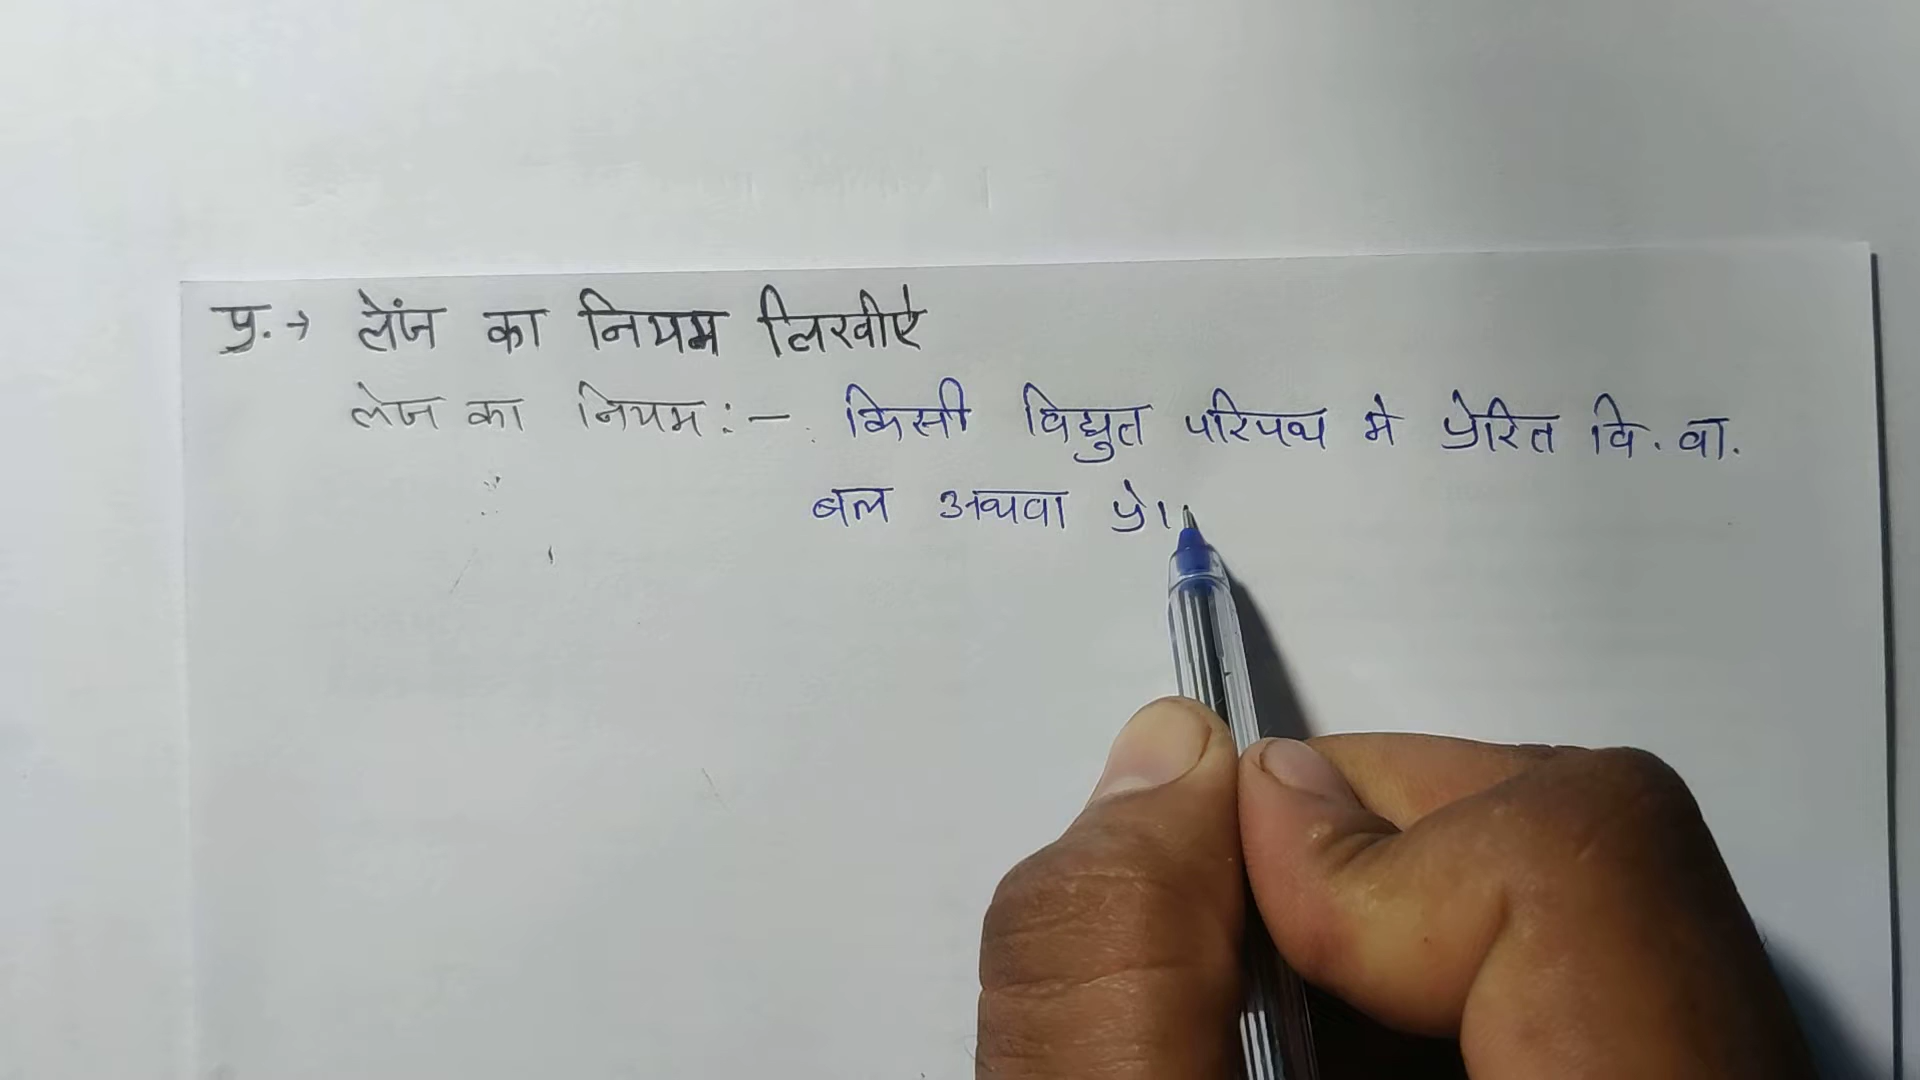 प्र.→ लेंज का नियम लिखीऐ
लेंज का नियम :- किसी विद्युत परिपथ मे प्रेरित वि. वा.
बल अथवा प्रे